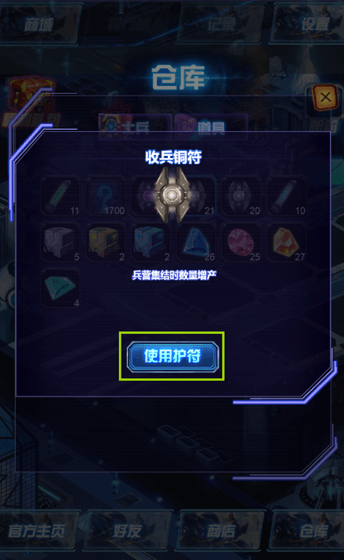 商城
记录
设置
仓库
士兵
道具
收兵铜符
11
1700
21
20
10
5
2
2
26
25
27
4
兵营集结时数量增产
使用护符
官方主页
好友
商店
仓库